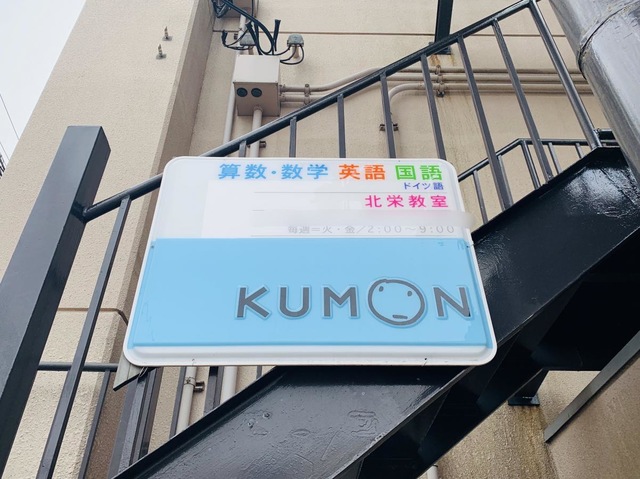 算数・数学 英語 国語
ドイツ語
北栄教室
毎週＝火・金／2:00〜9:00
KUMON